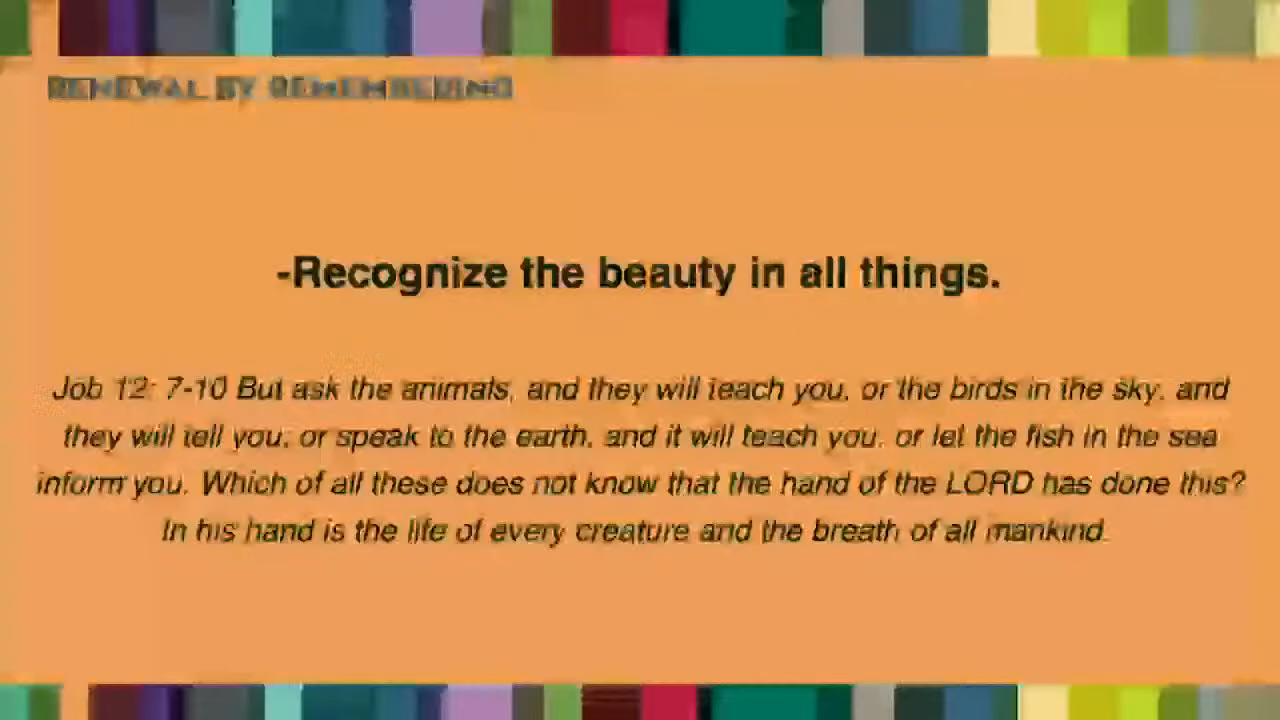 RENEWAL BY REMEMBERING
-Recognize the beauty in all things.
Job 12: 7-10 But ask the animals, and they will teach you, or the birds in the sky, and
they will tell you; or speak to the earth, and it will teach you, or let the fish in the sea
inform you. Which of all these does not know that the hand of the LORD has done this?
In his hand is the life of every creature and the breath of all mankind.